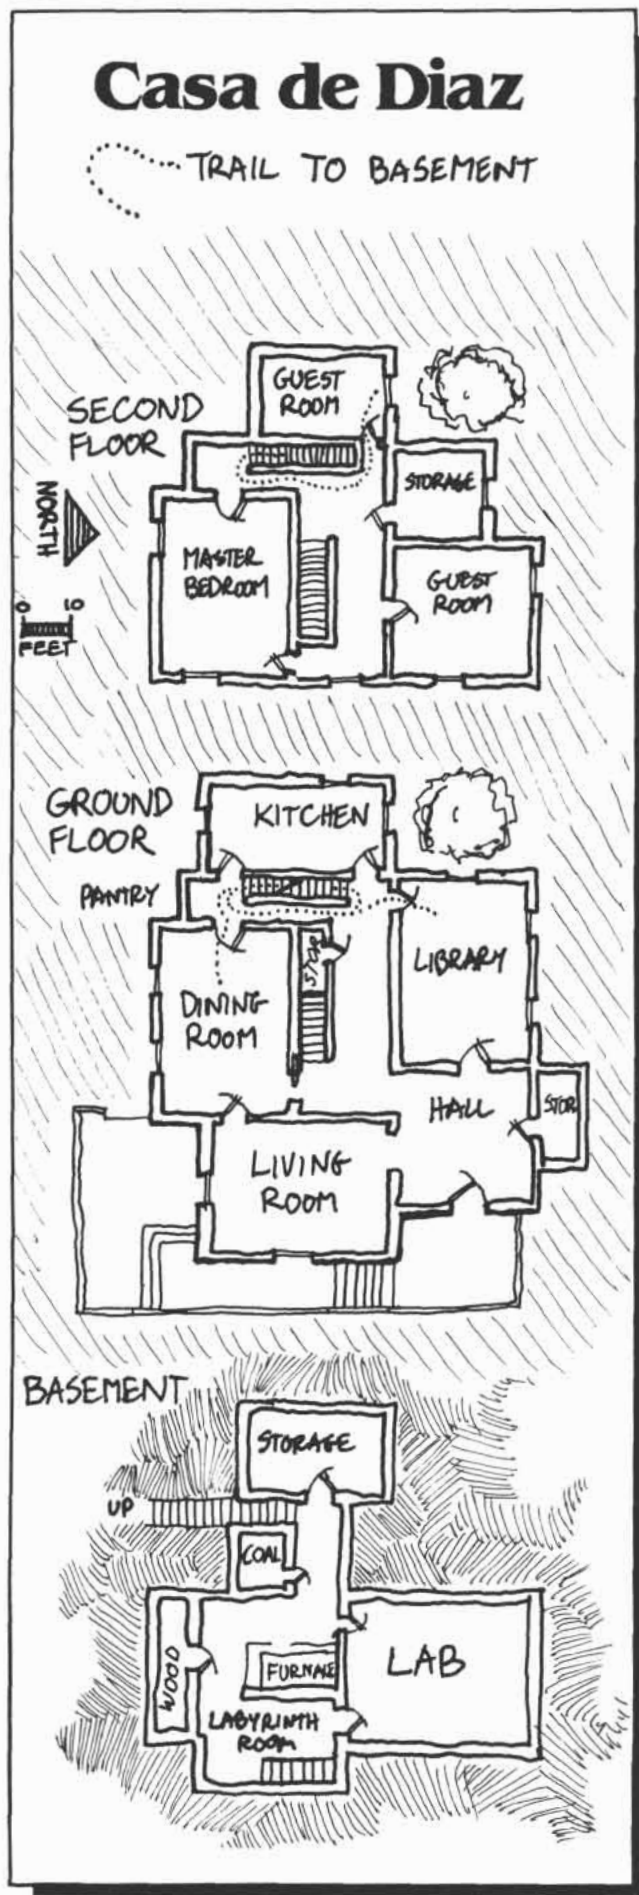 Casa de Diaz
TRAIL TO BASEMENT
SECOND
FLOOR
GUEST
ROOM
STORAGE
NORTH
MASTER
BEDROOM
GUEST
ROOM
0 10
FEET
GROUND
FLOOR
KITCHEN
PANTRY
LIBRARY
STOR
DINING
ROOM
HALL
STOR
LIVING
ROOM
BASEMENT
STORAGE
UP
COAL
WOOD
FURNACE
LAB
LABYRINTH
ROOM